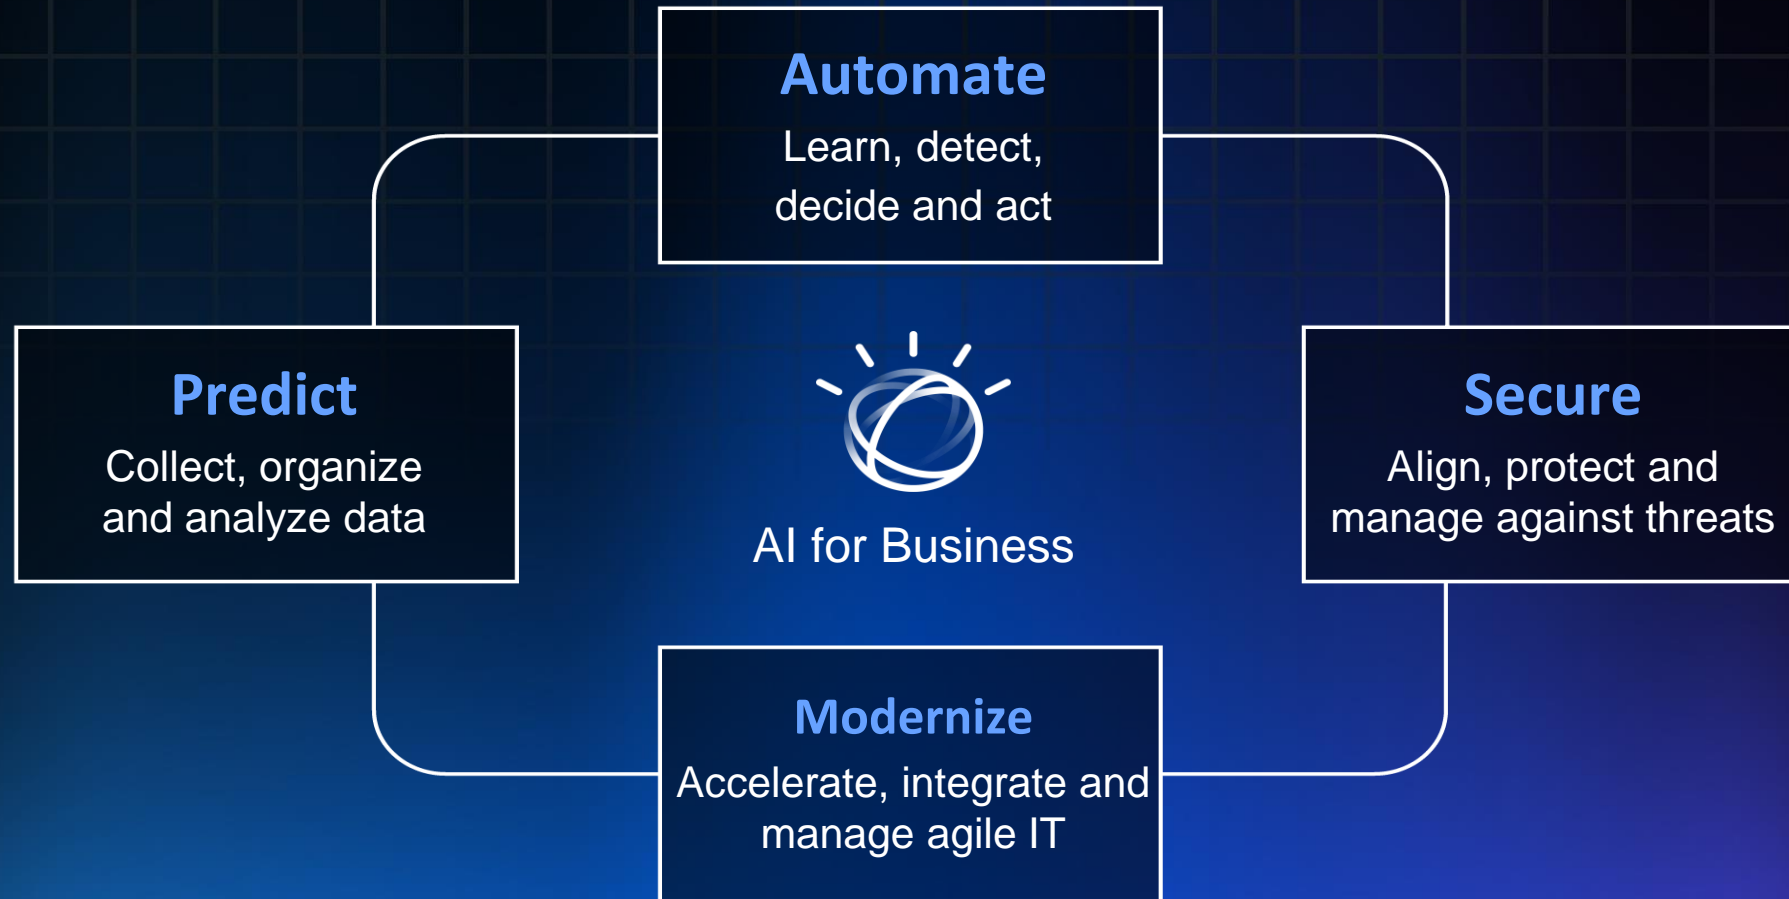 Automate
Learn, detect,
decide and act
Predict
Collect, organize
and analyze data
AI for Business
Secure
Align, protect and
manage against threats
Modernize
Accelerate, integrate and
manage agile IT